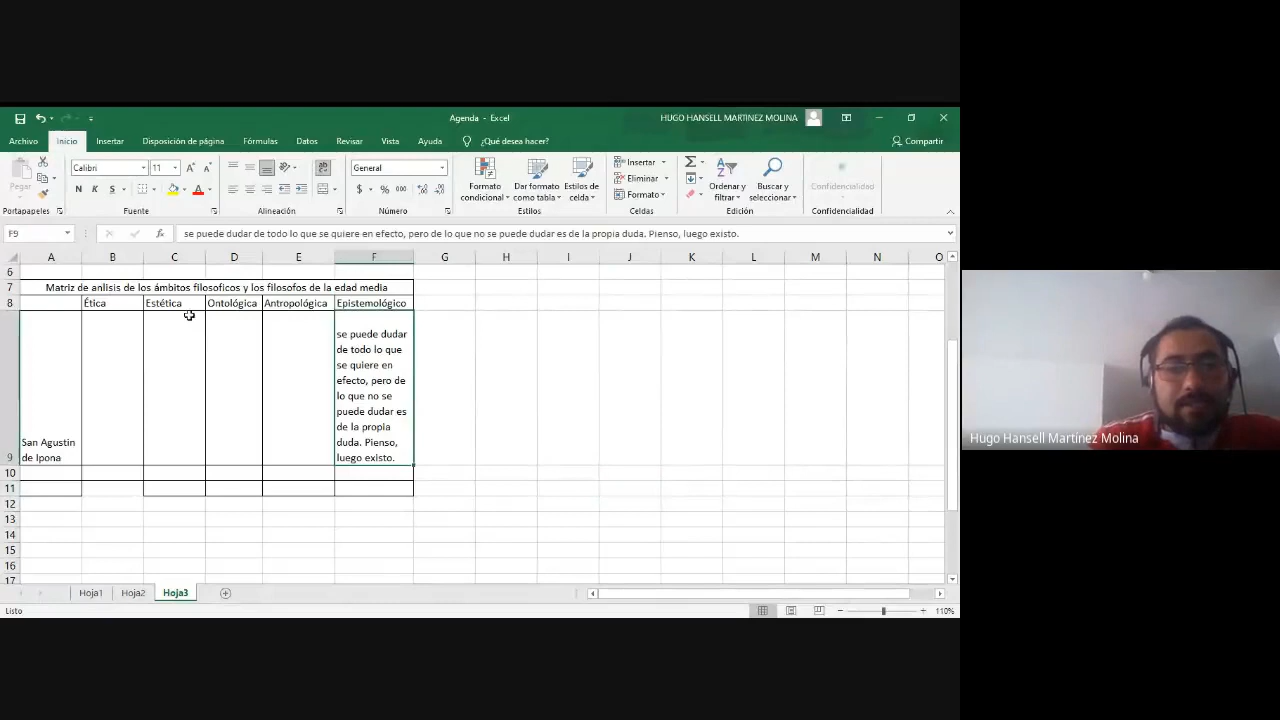 Agenda - Excel
HUGO HANSELL MARTINEZ MOLINA
Archivo Inicio Insertar Disposición de página Fórmulas Datos Revisar Vista Ayuda ¿Qué desea hacer? Compartir
Pegar
Calibri 11
N K S
General
$ % 000
Formato condicional
Dar formato como tabla
Estilos de celda
Insertar
Eliminar
Formato
Ordenar y filtrar
Buscar y seleccionar
Confidencialidad
Portapapeles Fuente Alineación Número Estilos Celdas Edición Confidencialidad
F9 fx se puede dudar de todo lo que se quiere en efecto, pero de lo que no se puede dudar es de la propia duda. Pienso, luego existo.
A B C D E F G H I J K L M N O
6
7 Matriz de anlisis de los ámbitos filosoficos y los filosofos de la edad media
8 Ética Estética Ontológica Antropológica Epistemológico
se puede dudar
de todo lo que
se quiere en
efecto, pero de
lo que no se
puede dudar es
de la propia
San Agustin duda. Pienso,
9 de Ipona luego existo.
10
11
12
13
14
15
16
17
Hoja1 Hoja2 Hoja3
Listo 110%
Hugo Hansell Martínez Molina